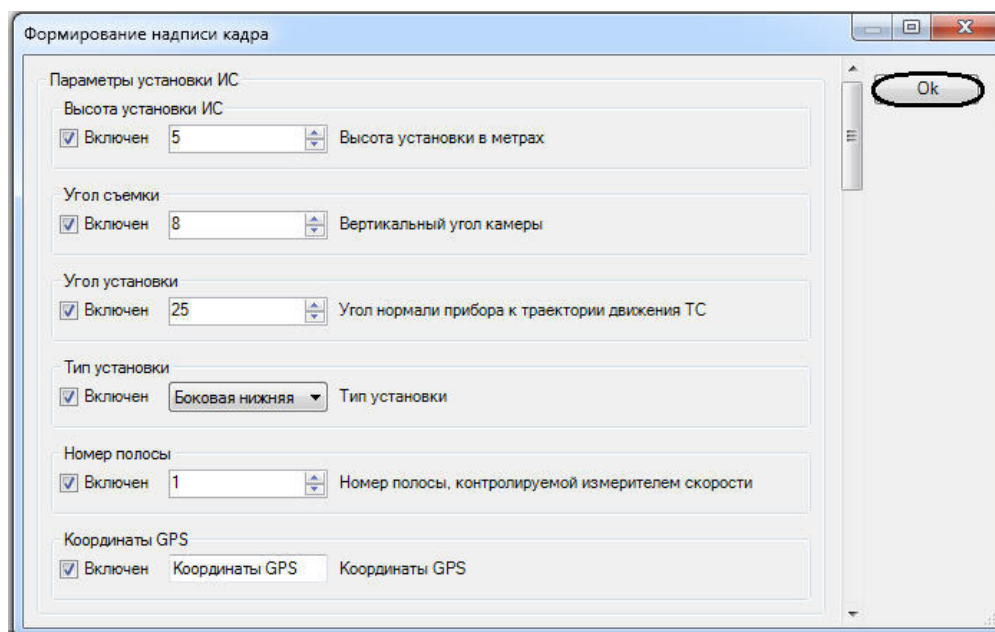 Формирование надписи кадра
Параметры установки ИС
Высота установки ИС
Включен 5 Высота установки в метрах
Угол съемки
Включен 8 Вертикальный угол камеры
Угол установки
Включен 25 Угол нормали прибора к траектории движения ТС
Тип установки
Включен Боковая нижняя Тип установки
Номер полосы
Включен 1 Номер полосы, контролируемой измерителем скорости
Координаты GPS
Включен Координаты GPS Координаты GPS
Ok